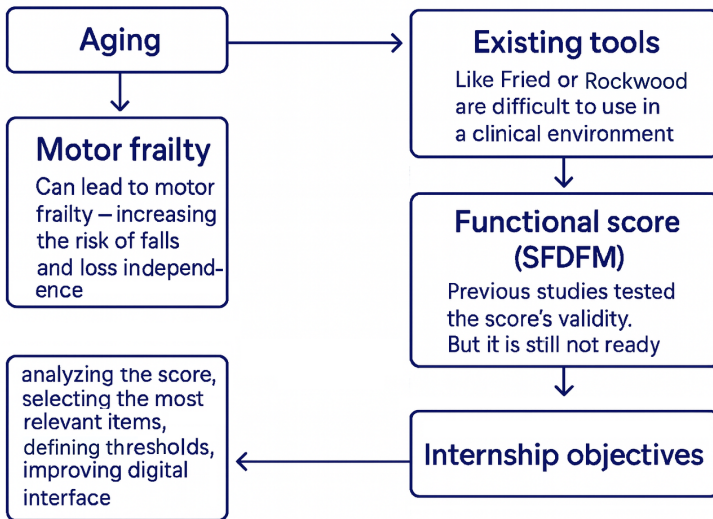 Aging
Motor frailty
Can lead to motor
frailty – increasing
the risk of falls
and loss independ-
ence
Existing tools
Like Fried or Rockwood
are difficult to use in
a clinical environment
Functional score
(SFDFM)
Previous studies tested
the score's validity.
But it is still not ready
Internship objectives
analyzing the score,
selecting the most
relevant items,
defining thresholds,
improving digital
interface